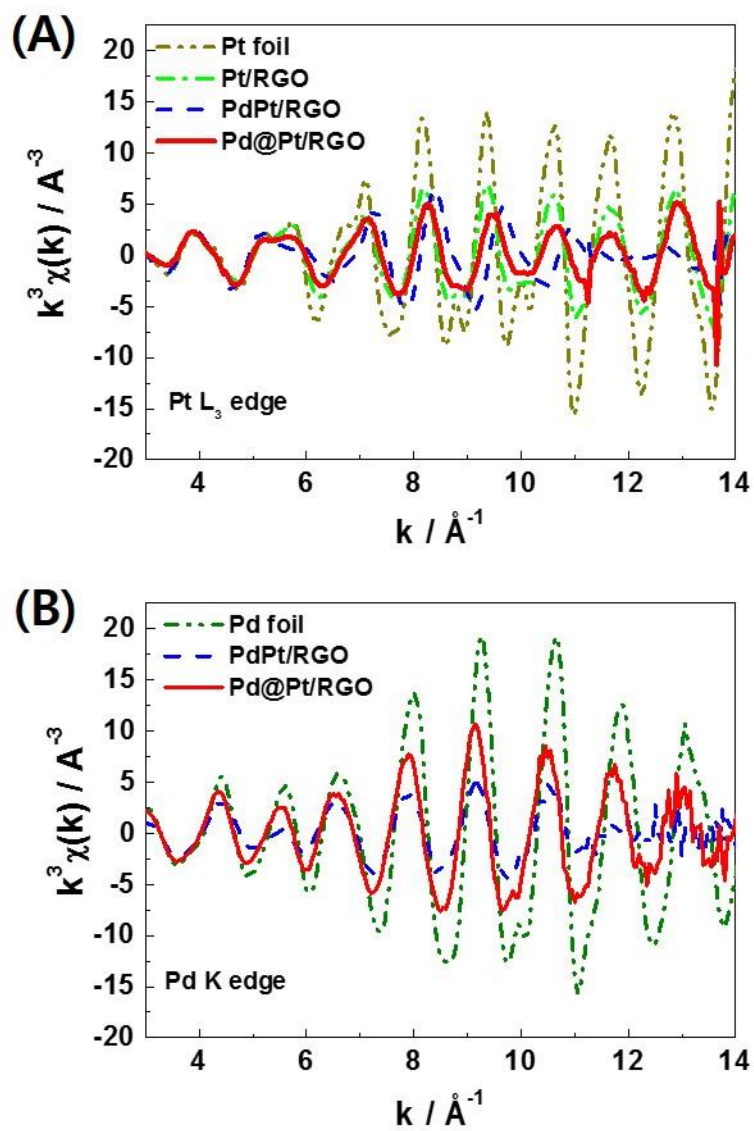 (A)
Pt foil
Pt/RGO
PdPt/RGO
Pd@Pt/RGO
20
15
10
5
0
-5
-10
-15
-20
k³ χ(k) / A⁻³
Pt L₃ edge
4 6 8 10 12 14
k / Å⁻¹
(B)
Pd foil
PdPt/RGO
Pd@Pt/RGO
20
15
10
5
0
-5
-10
-15
-20
k³ χ(k) / A⁻³
Pd K edge
4 6 8 10 12 14
k / Å⁻¹